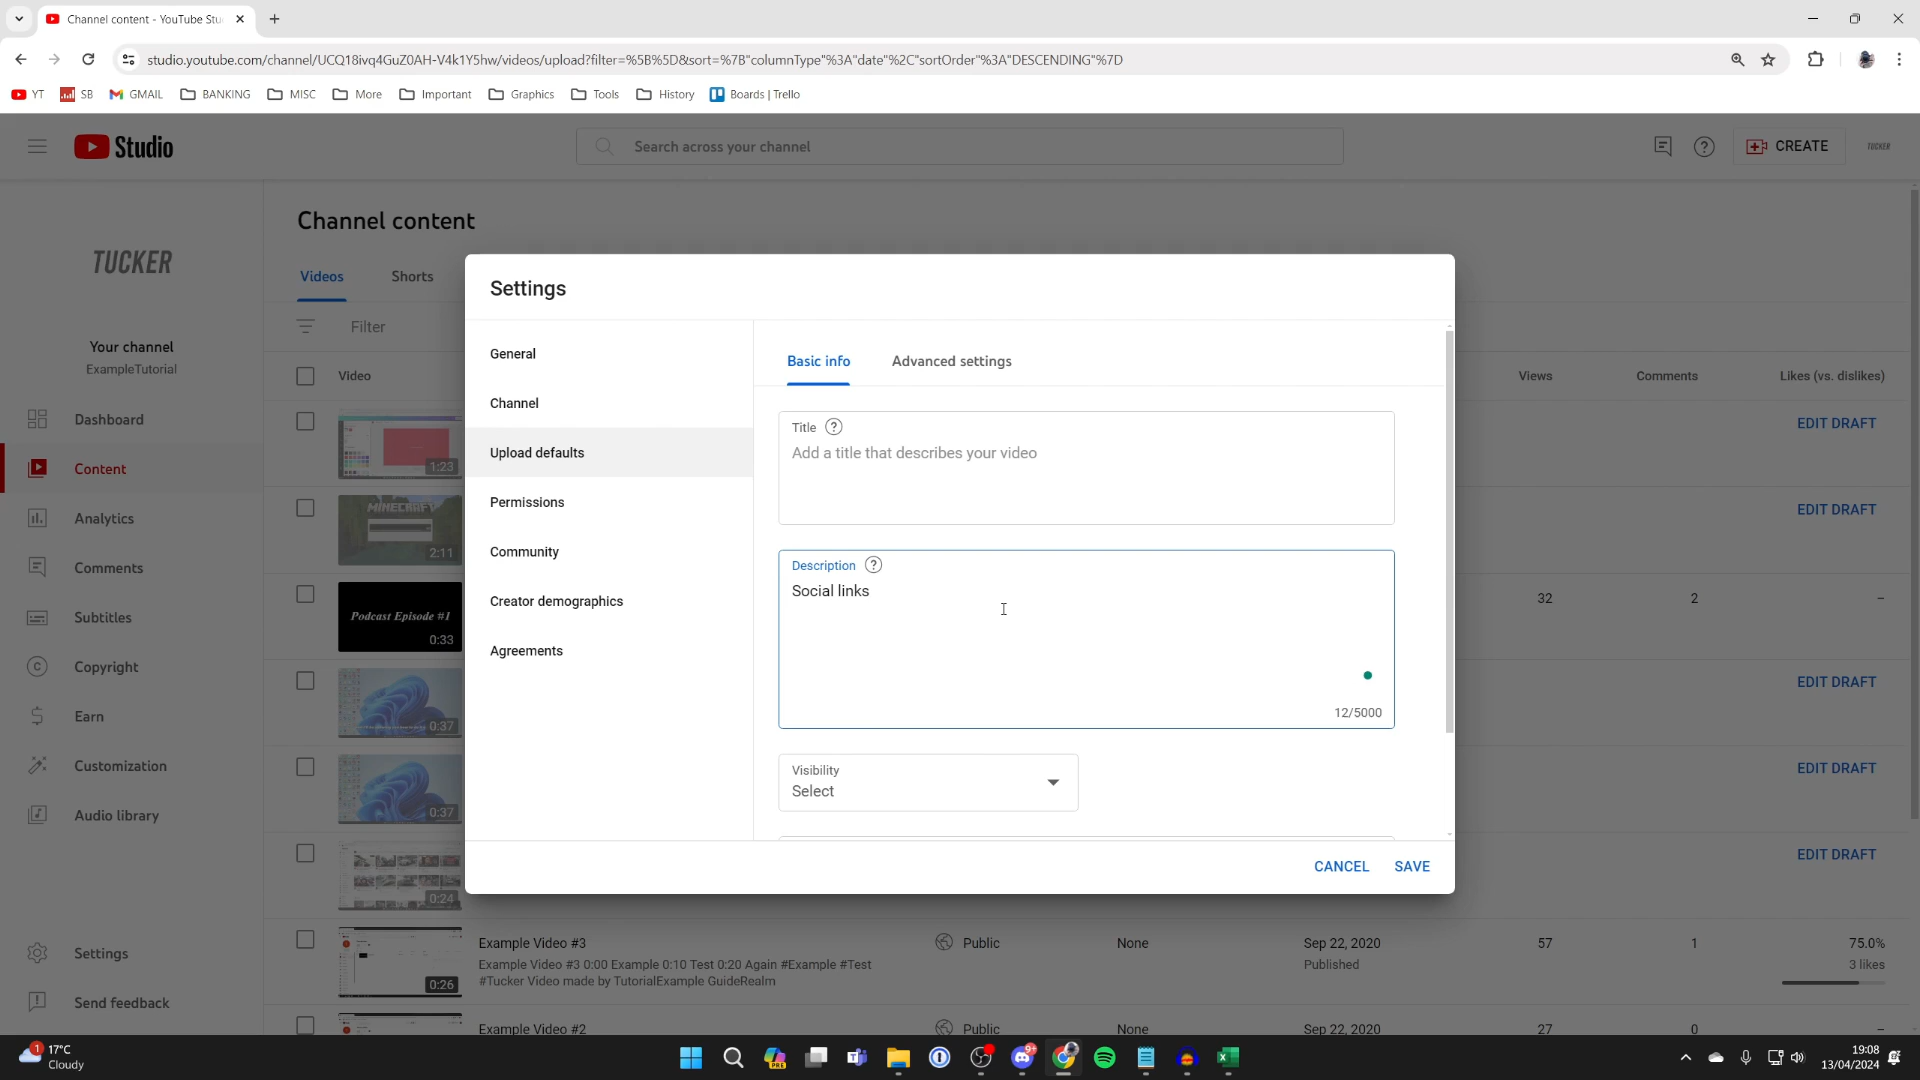 Channel content - YouTube Stu
studio.youtube.com/channel/UCQ18ivq4GuZ0AH-V4k1Y5hw/videos/upload?filter=%5B%5D&sort=%7B"columnType"%3A"date"%2C"sortOrder"%3A"DESCENDING"%7D
YT SB GMAIL BANKING MISC More Important Graphics Tools History Boards | Trello
Studio Search across your channel CREATE TUCKER
Channel content
TUCKER
Videos Shorts
Your channel
ExampleTutorial
Filter
Video Views Comments Likes (vs. dislikes)
Dashboard
Content
Analytics
Comments
Subtitles
Copyright
Earn
Customization
Audio library
Settings
Send feedback
1:23
EDIT DRAFT
MINECRAFT
2:11
EDIT DRAFT
Podcast Episode #1
0:33
32 2 –
0:37
EDIT DRAFT
0:37
EDIT DRAFT
0:24
EDIT DRAFT
Settings
General
Channel
Upload defaults
Permissions
Community
Creator demographics
Agreements
Basic info Advanced settings
Title ?
Add a title that describes your video
Description ?
Social links
12/5000
Visibility
Select
CANCEL SAVE
0:26
Example Video #3 Public None Sep 22, 2020 57 1 75.0%
Example Video #3 0:00 Example 0:10 Test 0:20 Again #Example #Test Published 3 likes
#Tucker Video made by TutorialExample GuideRealm
Example Video #2 Public None Sep 22, 2020 27 0 –
1 17°C
Cloudy
PRE
9+
19:08
13/04/2024